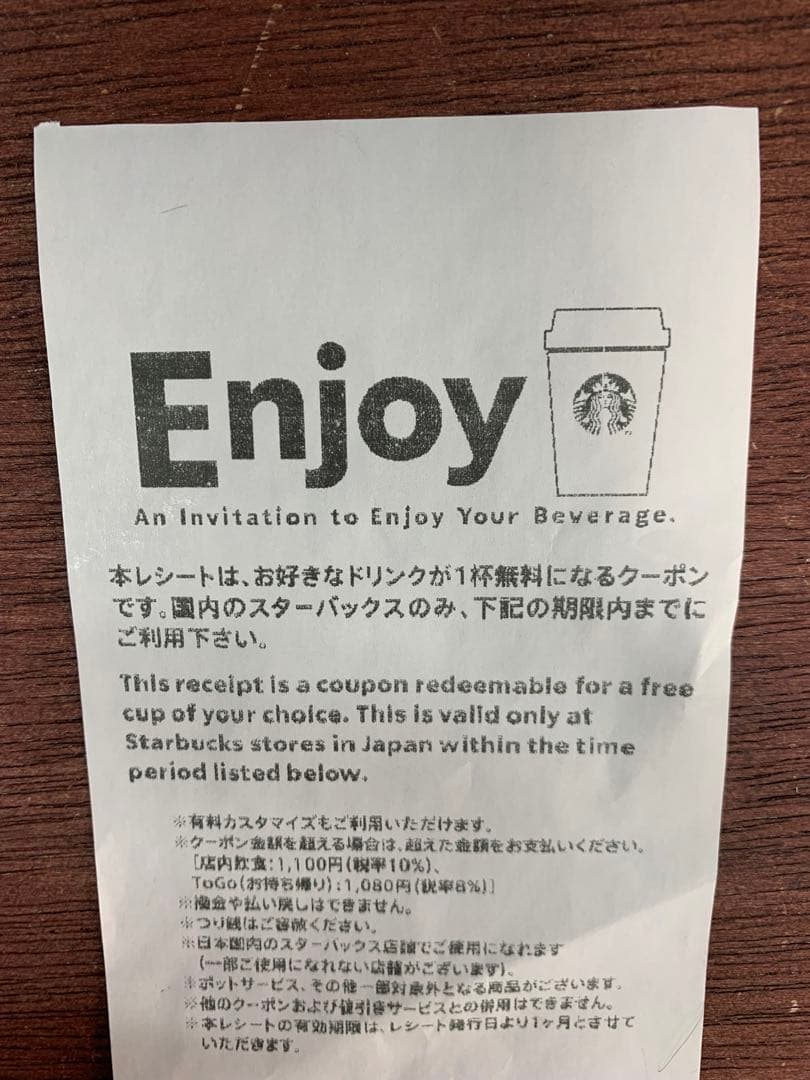 Enjoy
An Invitation to Enjoy Your Beverage.
本レシートは、お好きなドリンクが1杯無料になるクーポン
です。国内のスターバックスのみ、下記の期限内までに
ご利用下さい。
This receipt is a coupon redeemable for a free
cup of your choice. This is valid only at
Starbucks stores in Japan within the time
period listed below.
※有料カスタマイズもご利用いただけます。
※クーポン金額を超える場合は、超えた金額をお支払いください。
［店内飲食:1,100円(税率10%)、
ToGo(お持ち帰り):1,080円(税率8%)］
※換金や払い戻しはできません。
※つり銭はご容赦ください。
※日本国内のスターバックス店舗でご使用になれます
(一部ご使用になれない店舗がございます)。
※ポットサービス、その他一部対象外となる商品がございます。
※他のクーポンおよび値引きサービスとの併用はできません。
※本レシートの有効期限は、レシート発行日より1ヶ月とさせて
いただきます。